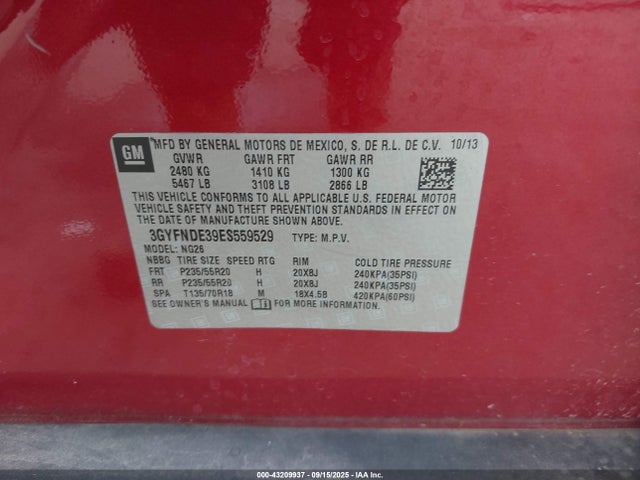 GM
MFD BY GENERAL MOTORS DE MEXICO, S. DE R.L. DE C.V. 10/13
GVWR GAWR FRT GAWR RR
2480 KG 1410 KG 1300 KG
5467 LB 3108 LB 2866 LB
THIS VEHICLE CONFORMS TO ALL APPLICABLE U.S. FEDERAL MOTOR
VEHICLE SAFETY AND THEFT PREVENTION STANDARDS IN EFFECT ON
THE DATE OF MANUFACTURE SHOWN ABOVE.
3GYFNDE39ES559529 TYPE: M.P.V.
MODEL: NG26
NBBG TIRE SIZE SPEED RTG RIM COLD TIRE PRESSURE
FRT P235/55R20 H 20X8J 240KPA(35PSI)
RR P235/55R20 H 20X8J 240KPA(35PSI)
SPA T135/70R18 M 18X4.5B 420KPA(60PSI)
SEE OWNER'S MANUAL FOR MORE INFORMATION
000-43209937 - 09/15/2025 - IAA Inc.